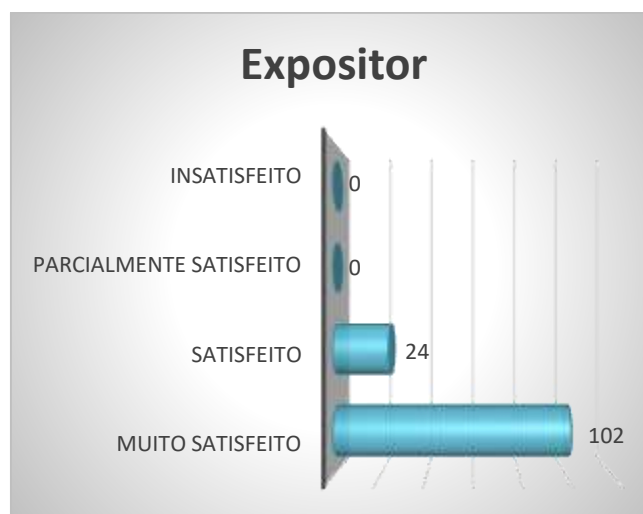 Expositor
INSATISFEITO
0
PARCIALMENTE SATISFEITO
0
SATISFEITO
24
MUITO SATISFEITO
102